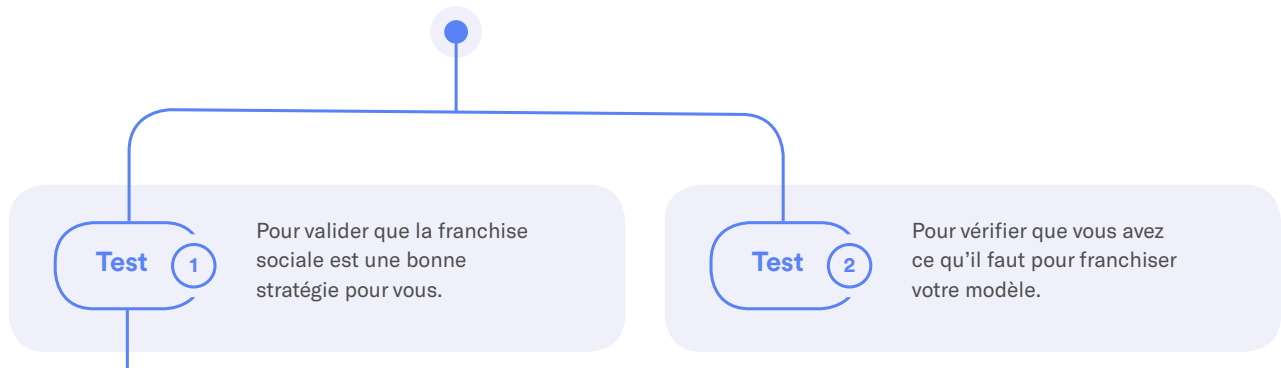 Test 1
Pour valider que la franchise
sociale est une bonne
stratégie pour vous.
Test 2
Pour vérifier que vous avez
ce qu’il faut pour franchiser
votre modèle.